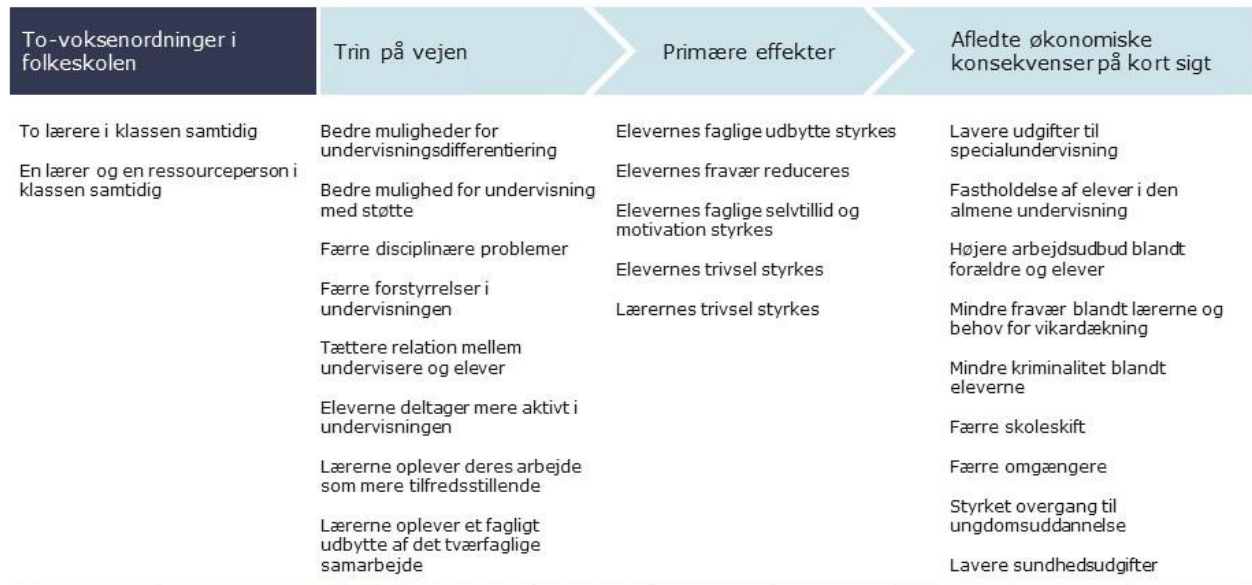 To-voksenordninger i
folkeskolen
Trin på vejen
Primære effekter
Afledte økonomiske
konsekvenser på kort sigt
To lærere i klassen samtidig
En lærer og en ressourceperson i
klassen samtidig
Bedre muligheder for
undervisningsdifferentiering
Bedre mulighed for undervisning
med støtte
Færre disciplinære problemer
Færre forstyrrelser i
undervisningen
Tættere relation mellem
undervisere og elever
Eleverne deltager mere aktivt i
undervisningen
Lærerne oplever deres arbejde
som mere tilfredsstillende
Lærerne oplever et fagligt
udbytte af det tværfaglige
samarbejde
Elevernes faglige udbytte styrkes
Elevernes fravær reduceres
Elevernes faglige selvtillid og
motivation styrkes
Elevernes trivsel styrkes
Lærernes trivsel styrkes
Lavere udgifter til
specialundervisning
Fastholdelse af elever i den
almene undervisning
Højere arbejdsudbud blandt
forældre og elever
Mindre fravær blandt lærerne og
behov for vikardækning
Mindre kriminalitet blandt
eleverne
Færre skoleskift
Færre omgængere
Styrket overgang til
ungdomsuddannelse
Lavere sundhedsudgifter